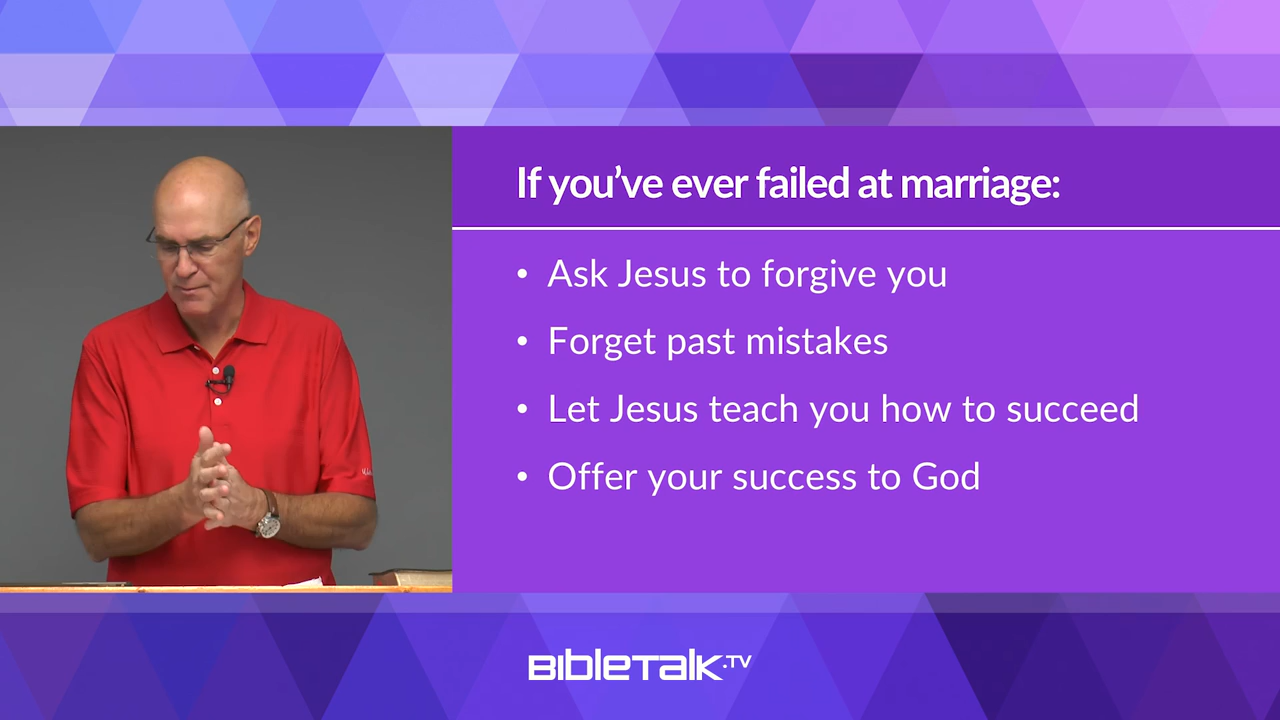 If you've ever failed at marriage:
• Ask Jesus to forgive you
• Forget past mistakes
• Let Jesus teach you how to succeed
• Offer your success to God
BIBLETALK.TV